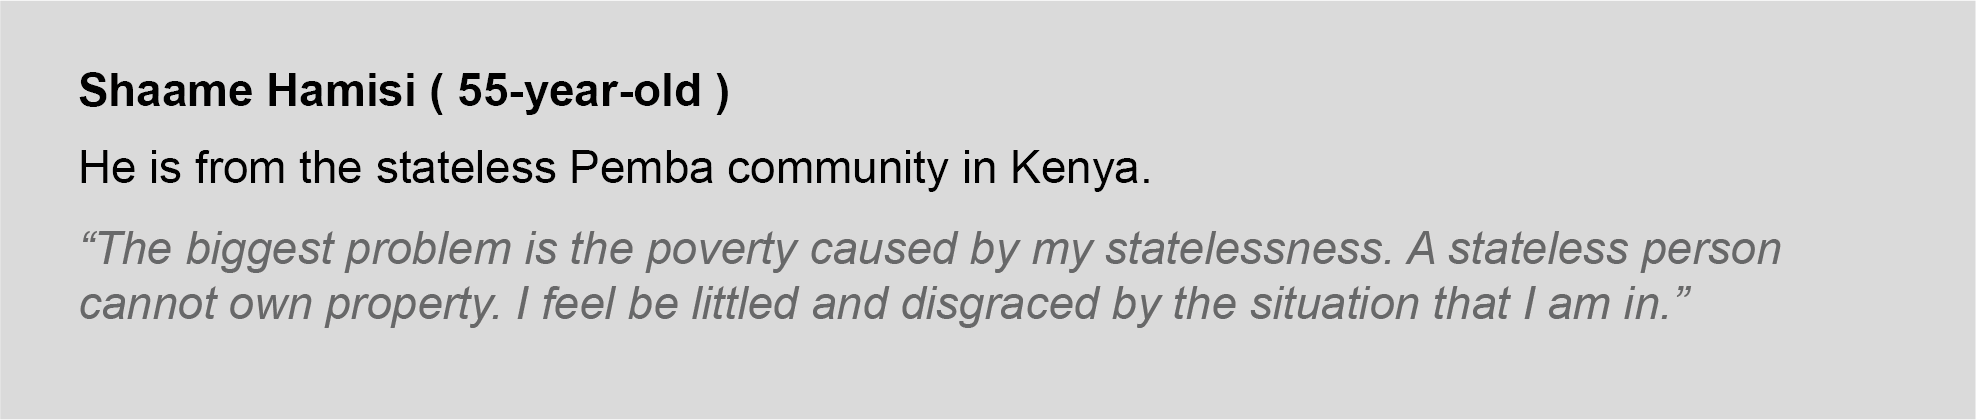 Shaame Hamisi ( 55-year-old )
He is from the stateless Pemba community in Kenya.
“The biggest problem is the poverty caused by my statelessness. A stateless person
cannot own property. I feel be littled and disgraced by the situation that I am in.”